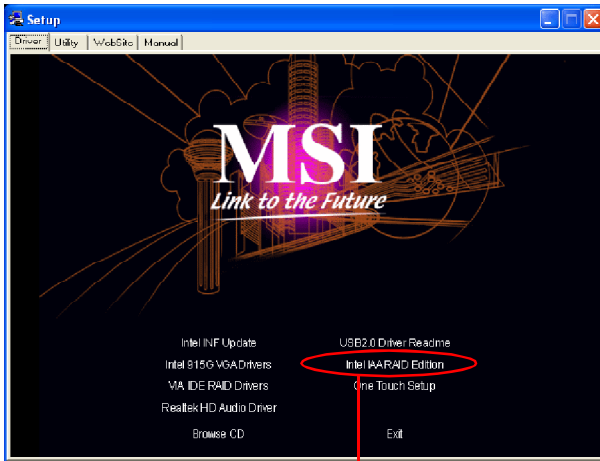 Setup
Driver Utility WebSite Manual
MSI
Link to the Future
Intel INF Update
USB2.0 Driver Readme
Intel 915G VGA Drivers
Intel IAA RAID Edition
VIA IDE RAID Drivers
One Touch Setup
Realtek HD Audio Driver
Browse CD
Exit